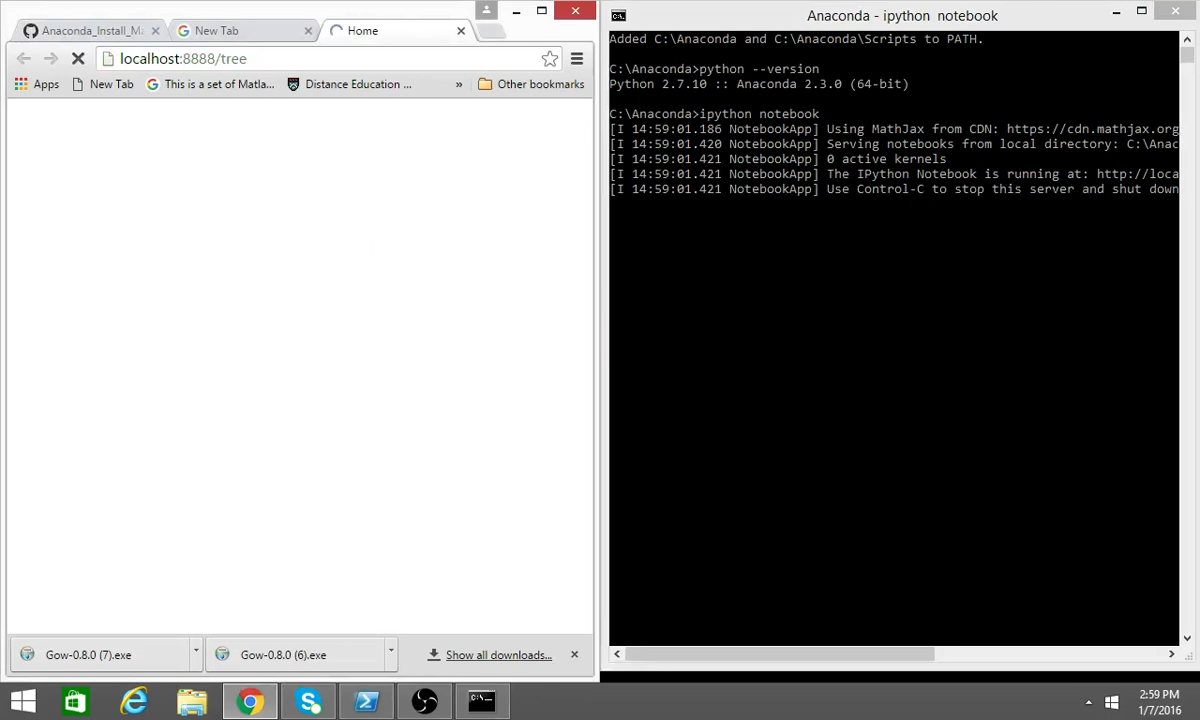 Anaconda_Install_Ma
New Tab
Home
localhost:8888/tree
Apps
New Tab
This is a set of Matla...
Distance Education ...
»
Other bookmarks
Gow-0.8.0 (7).exe
Gow-0.8.0 (6).exe
Show all downloads...
Anaconda - ipython notebook
Added C:\Anaconda and C:\Anaconda\Scripts to PATH.
C:\Anaconda>python --version
Python 2.7.10 :: Anaconda 2.3.0 (64-bit)
C:\Anaconda>ipython notebook
[I 14:59:01.186 NotebookApp] Using MathJax from CDN: https://cdn.mathjax.org
[I 14:59:01.420 NotebookApp] Serving notebooks from local directory: C:\Anac
[I 14:59:01.421 NotebookApp] 0 active kernels
[I 14:59:01.421 NotebookApp] The IPython Notebook is running at: http://loca
[I 14:59:01.421 NotebookApp] Use Control-C to stop this server and shut down
2:59 PM
1/7/2016